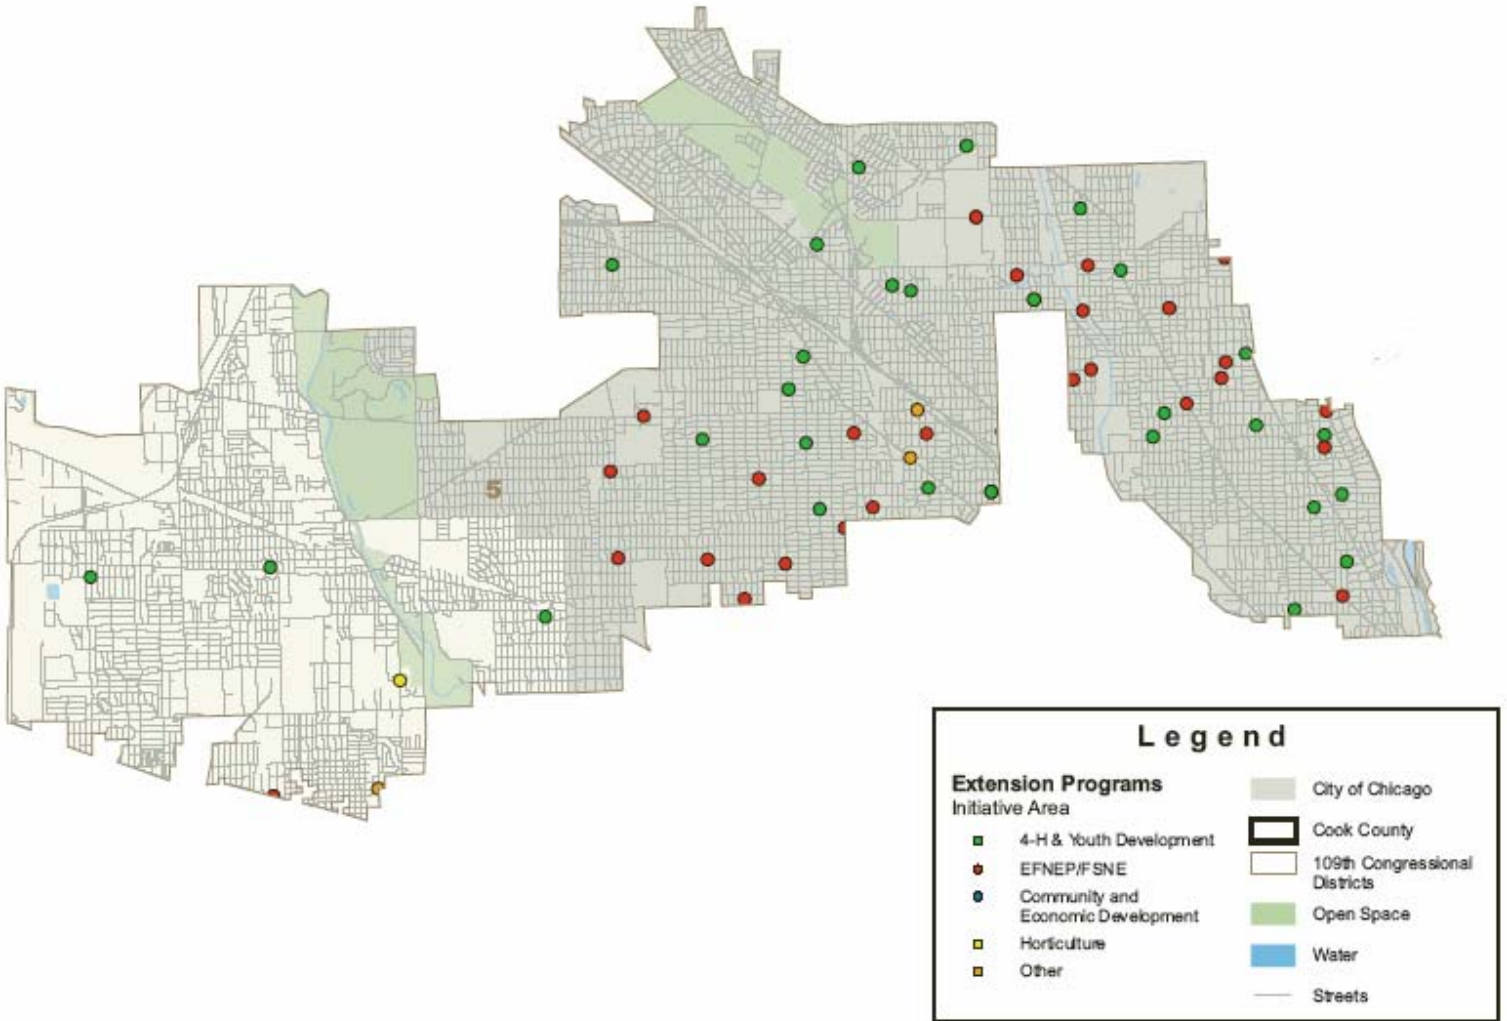 5
Legend
Extension Programs
Initiative Area
4-H & Youth Development
EFNEP/FSNE
Community and
Economic Development
Horticulture
Other
City of Chicago
Cook County
109th Congressional
Districts
Open Space
Water
Streets